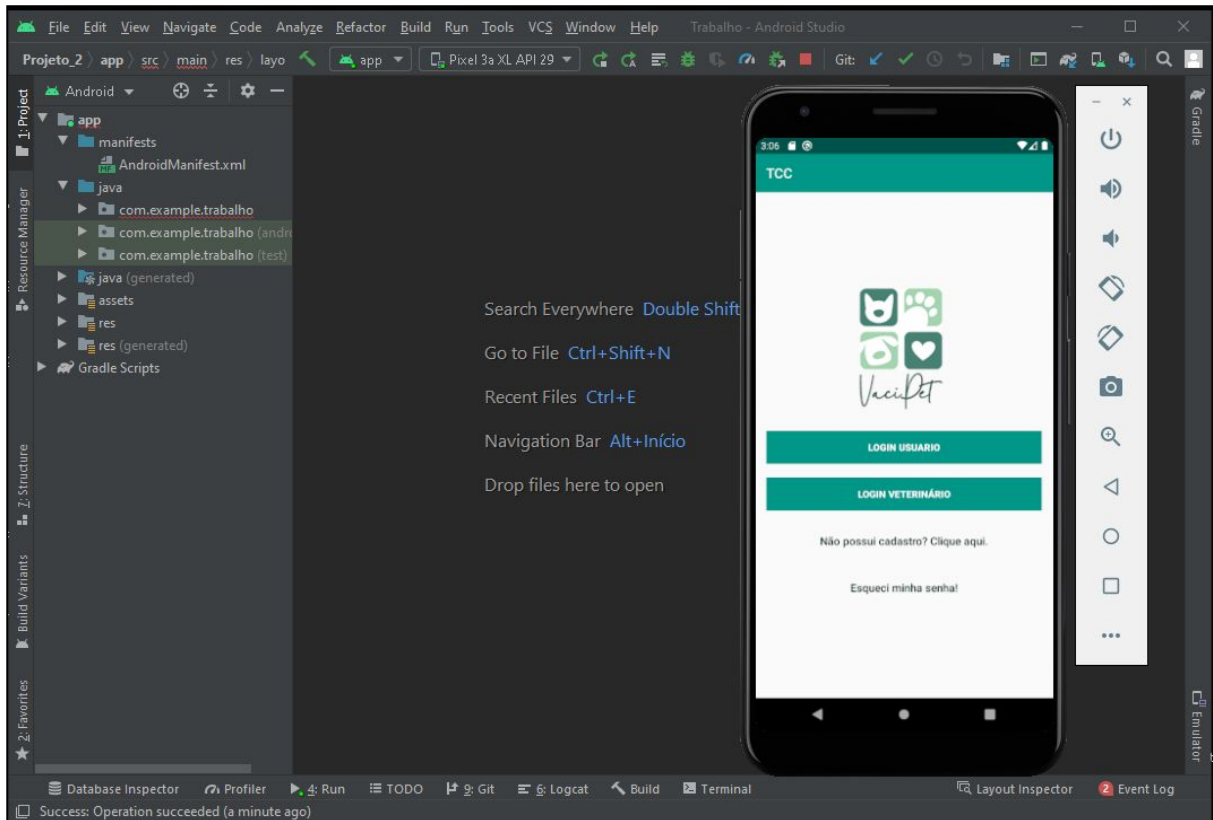 File Edit View Navigate Code Analyze Refactor Build Run Tools VCS Window Help Trabalho - Android Studio
Projeto_2 app src main res layo app Pixel 3a XL API 29 Git:
1: Project
Resource Manager
Z: Structure
Build Variants
2: Favorites
Android
app
manifests
AndroidManifest.xml
java
com.example.trabalho
com.example.trabalho (andr
com.example.trabalho (test)
java (generated)
assets
res
res (generated)
Gradle Scripts
Search Everywhere Double Shift
Go to File Ctrl+Shift+N
Recent Files Ctrl+E
Navigation Bar Alt+Início
Drop files here to open
3:06
TCC
VaciPet
LOGIN USUARIO
LOGIN VETERINÁRIO
Não possui cadastro? Clique aqui.
Esqueci minha senha!
Gradle
Emulator
Database Inspector Profiler 4: Run TODO 9: Git 6: Logcat Build Terminal Layout Inspector 2 Event Log
Success: Operation succeeded (a minute ago)